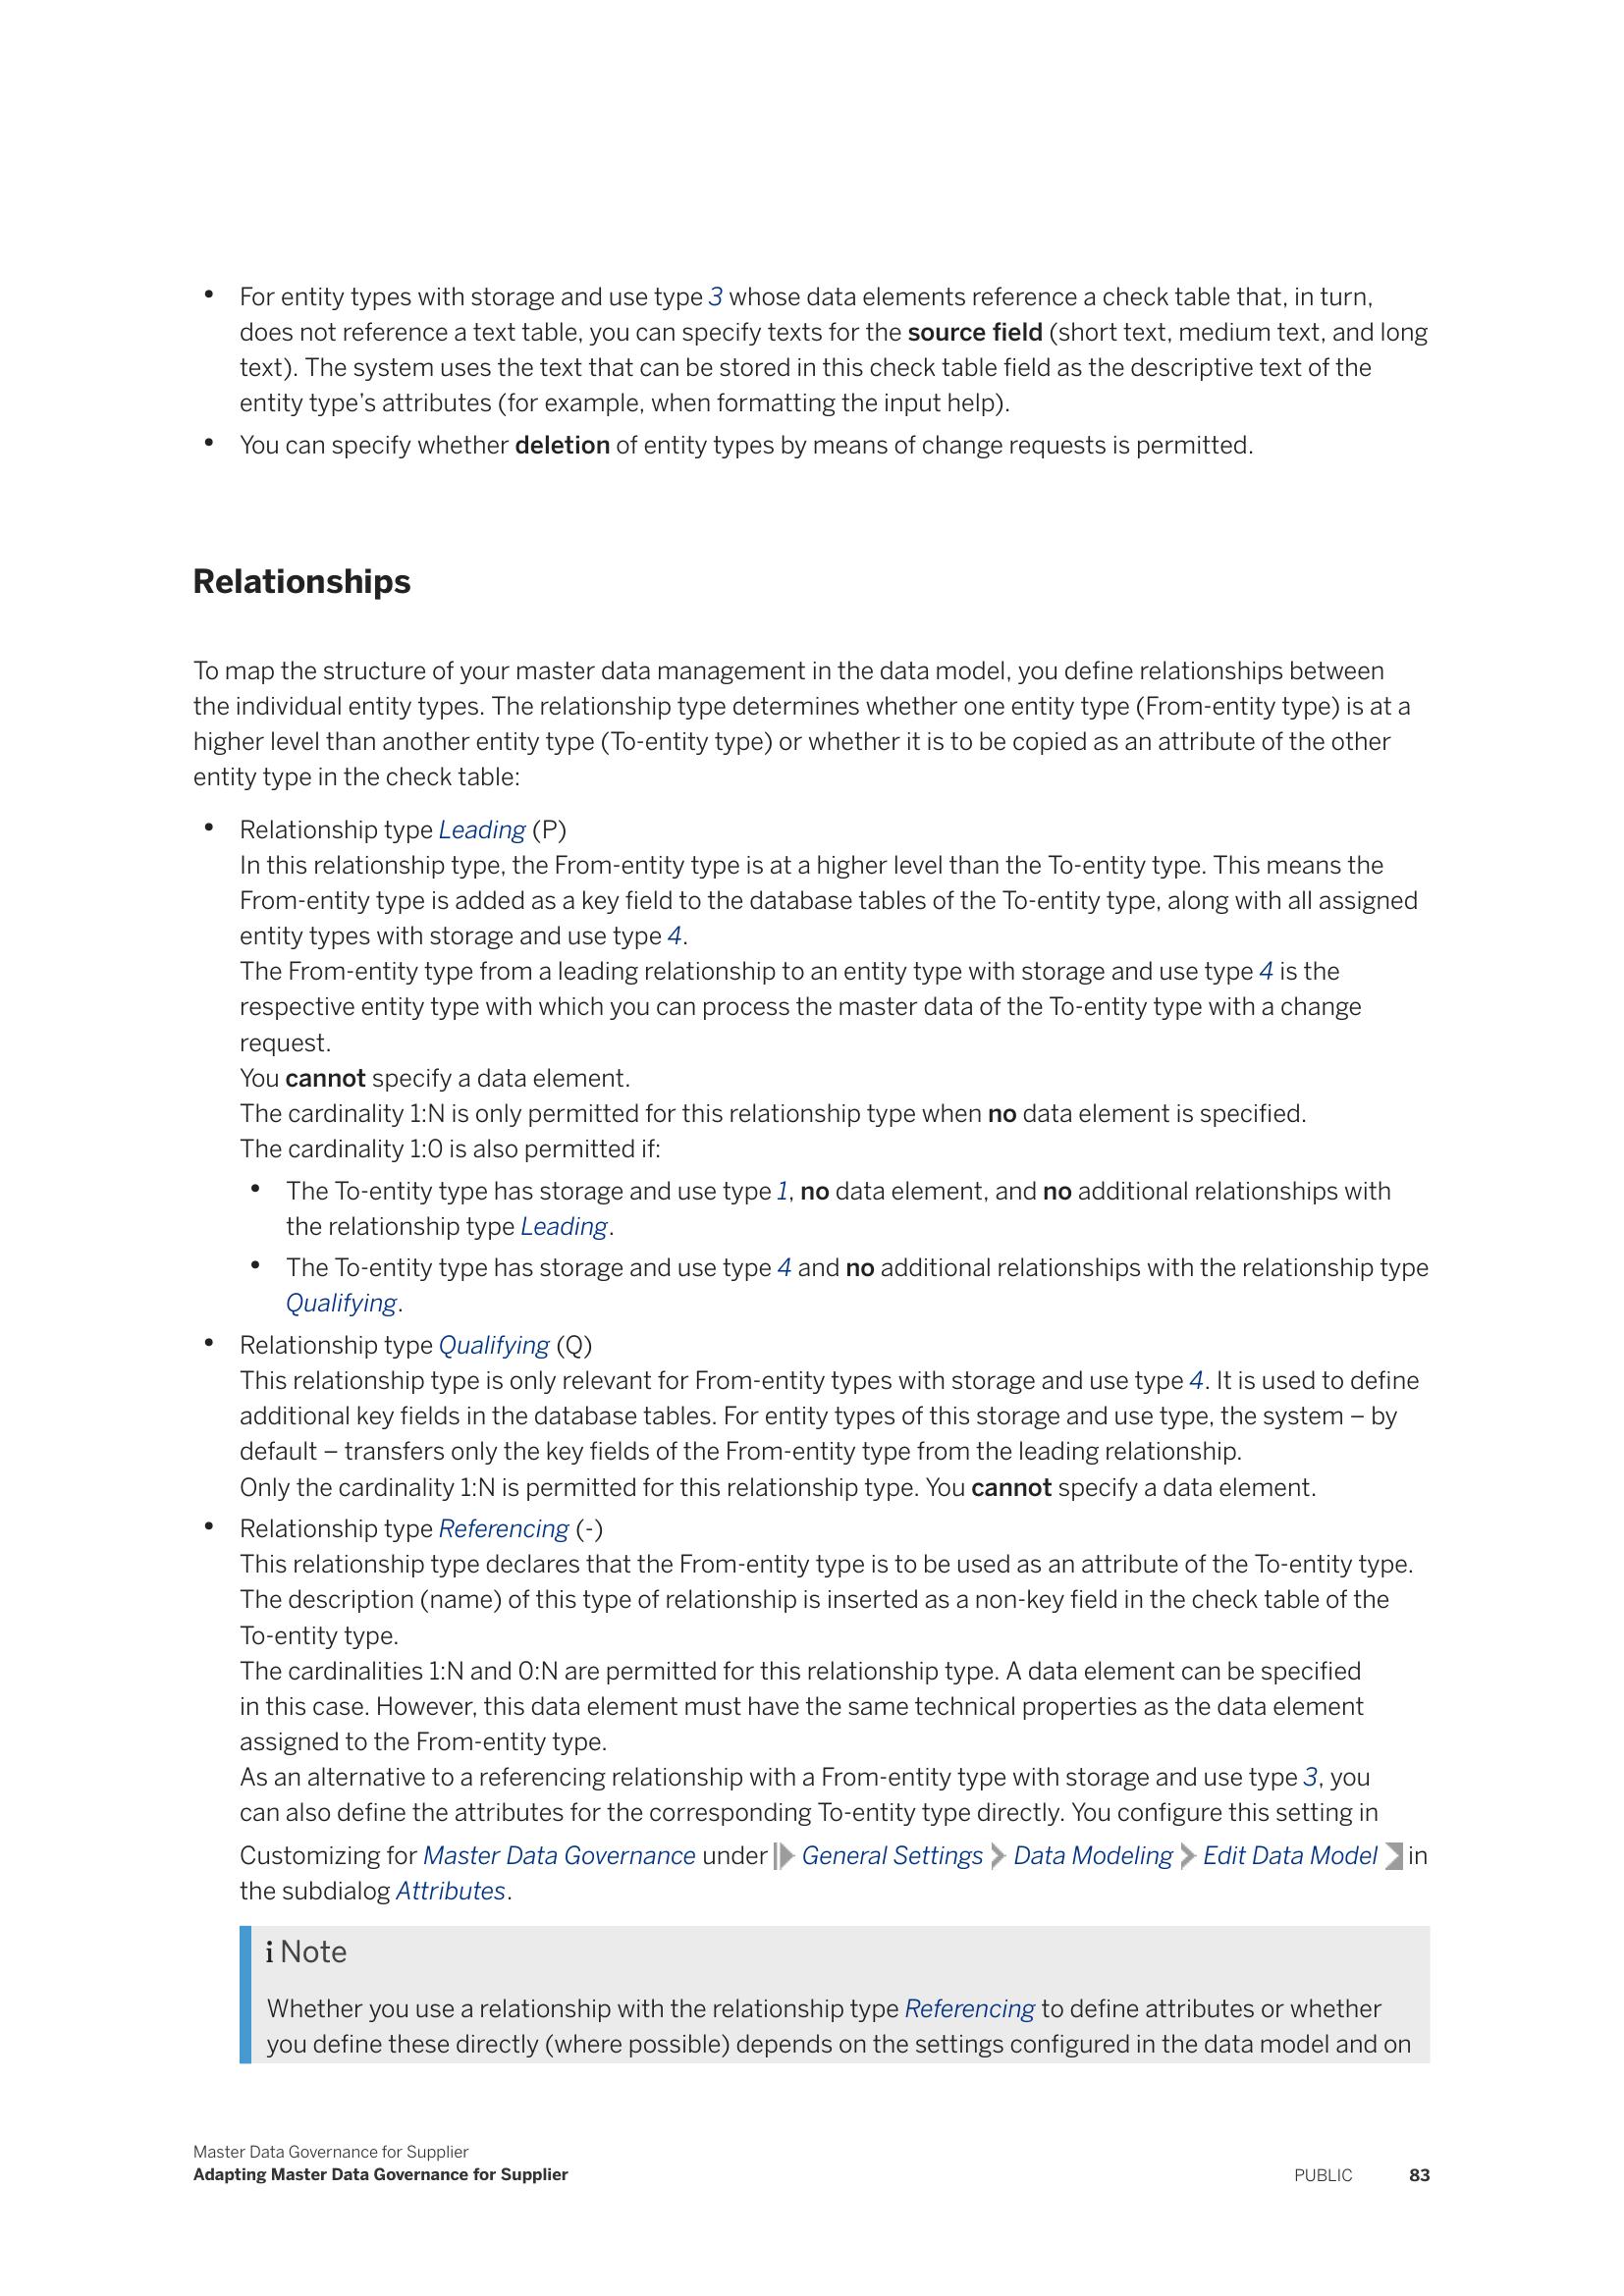 • For entity types with storage and use type 3 whose data elements reference a check table that, in turn,
does not reference a text table, you can specify texts for the source field (short text, medium text, and long
text). The system uses the text that can be stored in this check table field as the descriptive text of the
entity type’s attributes (for example, when formatting the input help).
• You can specify whether deletion of entity types by means of change requests is permitted.
Relationships
To map the structure of your master data management in the data model, you define relationships between
the individual entity types. The relationship type determines whether one entity type (From-entity type) is at a
higher level than another entity type (To-entity type) or whether it is to be copied as an attribute of the other
entity type in the check table:
• Relationship type Leading (P)
In this relationship type, the From-entity type is at a higher level than the To-entity type. This means the
From-entity type is added as a key field to the database tables of the To-entity type, along with all assigned
entity types with storage and use type 4.
The From-entity type from a leading relationship to an entity type with storage and use type 4 is the
respective entity type with which you can process the master data of the To-entity type with a change
request.
You cannot specify a data element.
The cardinality 1:N is only permitted for this relationship type when no data element is specified.
The cardinality 1:0 is also permitted if:
• The To-entity type has storage and use type 1, no data element, and no additional relationships with
the relationship type Leading.
• The To-entity type has storage and use type 4 and no additional relationships with the relationship type
Qualifying.
• Relationship type Qualifying (Q)
This relationship type is only relevant for From-entity types with storage and use type 4. It is used to define
additional key fields in the database tables. For entity types of this storage and use type, the system – by
default – transfers only the key fields of the From-entity type from the leading relationship.
Only the cardinality 1:N is permitted for this relationship type. You cannot specify a data element.
• Relationship type Referencing (-)
This relationship type declares that the From-entity type is to be used as an attribute of the To-entity type.
The description (name) of this type of relationship is inserted as a non-key field in the check table of the
To-entity type.
The cardinalities 1:N and 0:N are permitted for this relationship type. A data element can be specified
in this case. However, this data element must have the same technical properties as the data element
assigned to the From-entity type.
As an alternative to a referencing relationship with a From-entity type with storage and use type 3, you
can also define the attributes for the corresponding To-entity type directly. You configure this setting in
Customizing for Master Data Governance under General Settings Data Modeling Edit Data Model in
the subdialog Attributes.
i Note
Whether you use a relationship with the relationship type Referencing to define attributes or whether
you define these directly (where possible) depends on the settings configured in the data model and on
Master Data Governance for Supplier
Adapting Master Data Governance for Supplier
PUBLIC 83